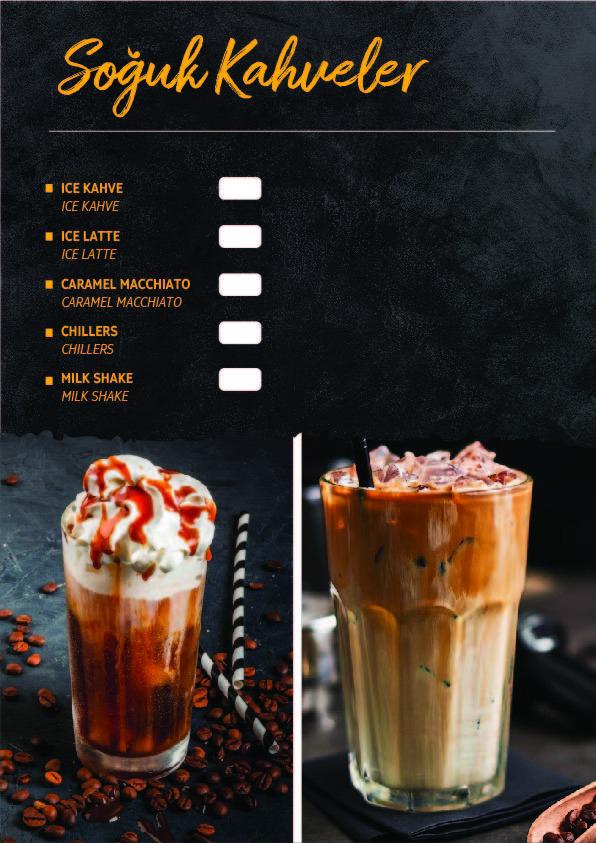 Soğuk Kahveler
ICE KAHVE
ICE KAHVE
ICE LATTE
ICE LATTE
CARAMEL MACCHIATO
CARAMEL MACCHIATO
CHILLERS
CHILLERS
MILK SHAKE
MILK SHAKE